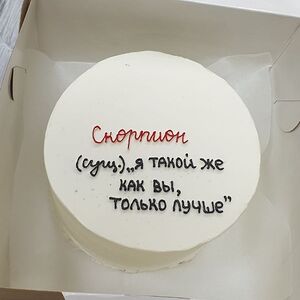 Скорпион
(сущ.) „я такой же
как вы,
только лучше”